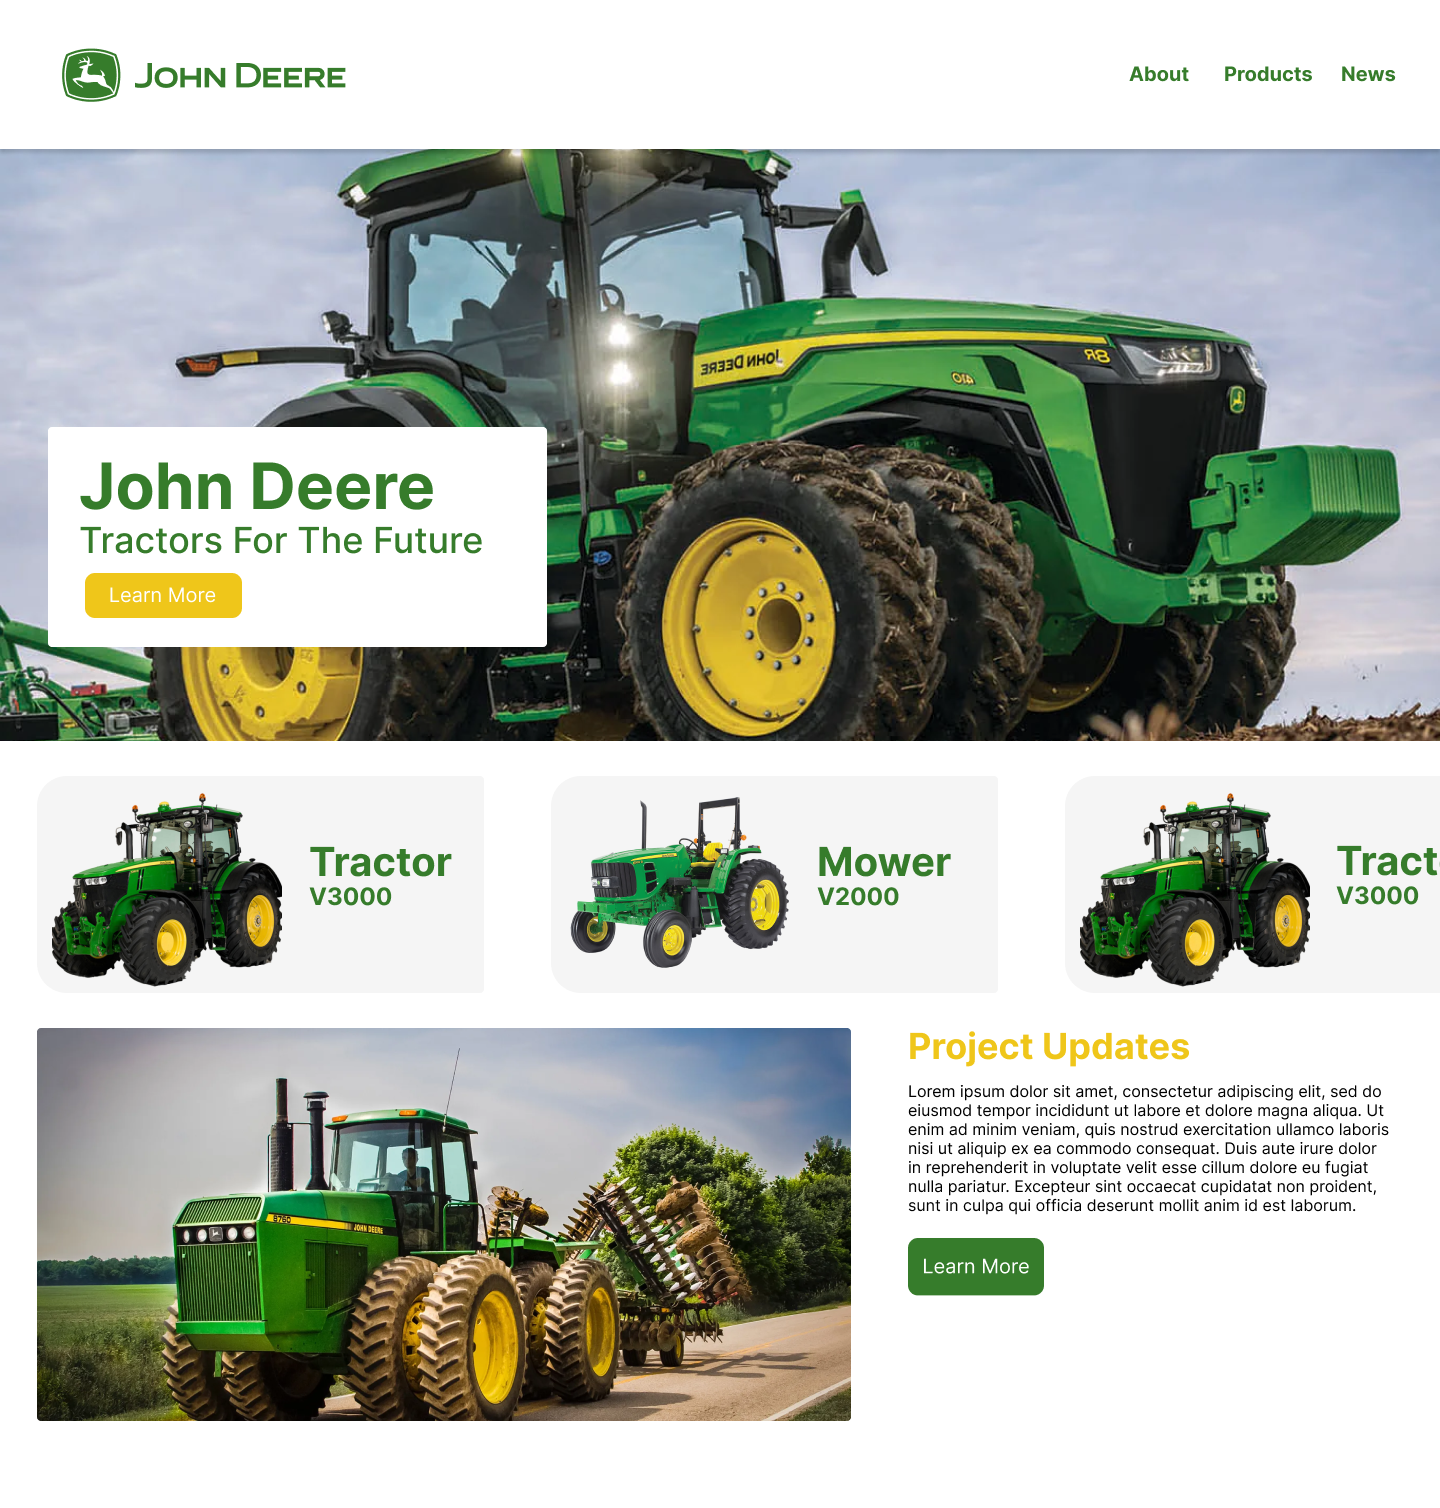 JOHN DEERE
About Products News
JOHN DEERE
8R
410
John Deere
Tractors For The Future
Learn More
Tractor
V3000
Mower
V2000
Tract
V3000
Project Updates
Lorem ipsum dolor sit amet, consectetur adipiscing elit, sed do
eiusmod tempor incididunt ut labore et dolore magna aliqua. Ut
enim ad minim veniam, quis nostrud exercitation ullamco laboris
nisi ut aliquip ex ea commodo consequat. Duis aute irure dolor
in reprehenderit in voluptate velit esse cillum dolore eu fugiat
nulla pariatur. Excepteur sint occaecat cupidatat non proident,
sunt in culpa qui officia deserunt mollit anim id est laborum.
Learn More
8760 JOHN DEERE